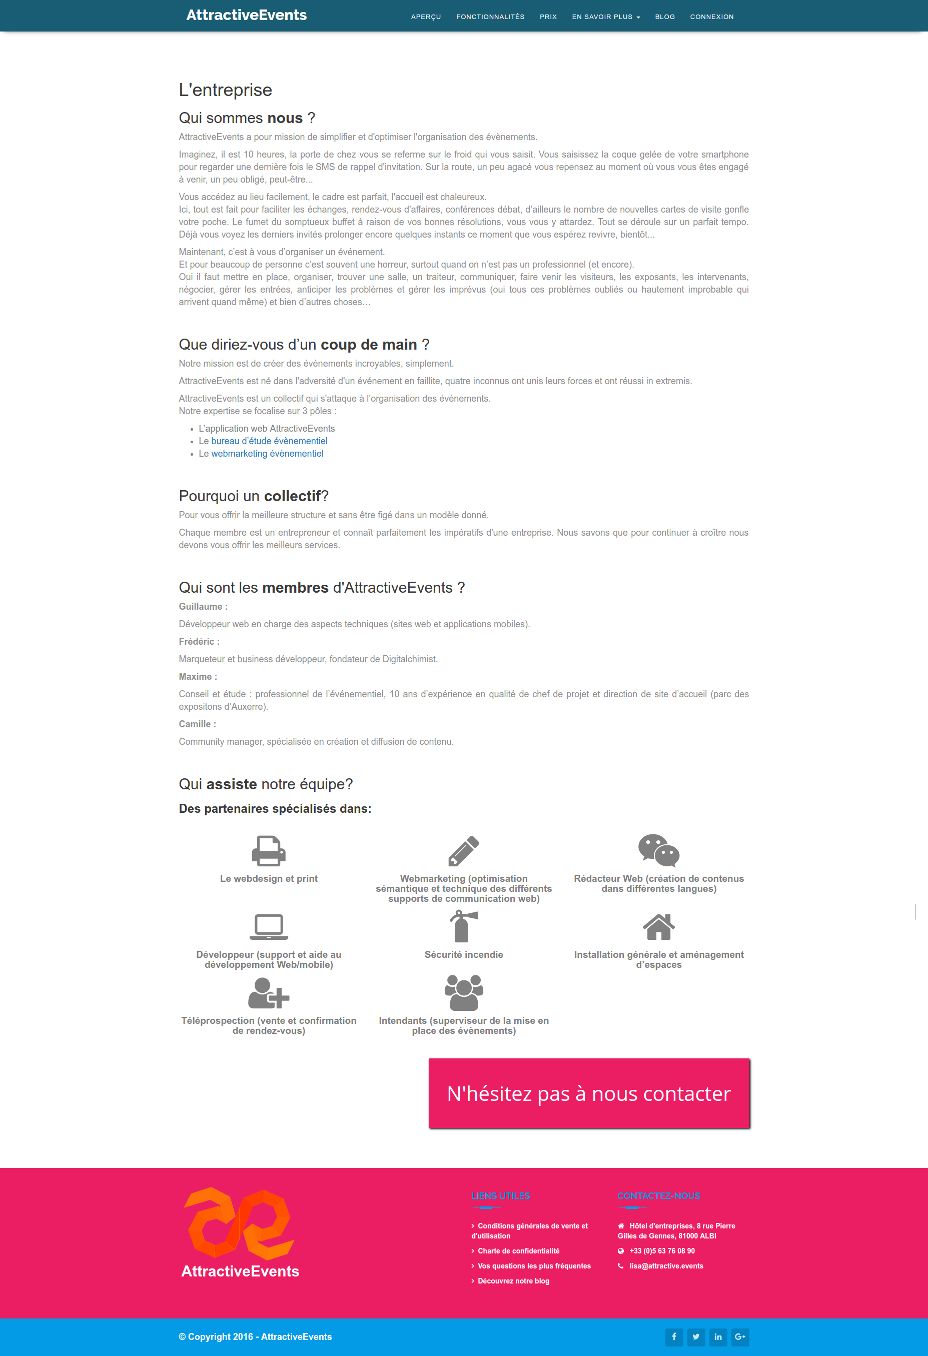 AttractiveEvents
APERÇU FONCTIONNALITÉS PRIX EN SAVOIR PLUS BLOG CONNEXION
L'entreprise
Qui sommes nous ?
AttractiveEvents a pour mission de simplifier et d'optimiser l'organisation des évènements.
Imaginez, il est 10 heures, la porte de chez vous se referme sur le froid qui vous saisit. Vous saisissez la coque gelée de votre smartphone
pour regarder une dernière fois le SMS de rappel d'invitation. Sur la route, un peu agacé vous repensez au moment où vous vous êtes engagé
à venir, un peu obligé, peut-être...
Vous accédez au lieu facilement, le cadre est parfait, l'accueil est chaleureux.
Ici, tout est fait pour faciliter les échanges, rendez-vous d'affaires, conférences débat, d'ailleurs le nombre de nouvelles cartes de visite gonfle
votre poche. Le fumet du somptueux buffet à raison de vos bonnes résolutions, vous vous y attardez. Tout se déroule sur un parfait tempo.
Déjà vous voyez les derniers invités prolonger encore quelques instants ce moment que vous espérez revivre, bientôt...
Maintenant, c'est à vous d'organiser un événement.
Et pour beaucoup de personne c'est souvent une horreur, surtout quand on n'est pas un professionnel (et encore).
Oui il faut mettre en place, organiser, trouver une salle, un traiteur, communiquer, faire venir les visiteurs, les exposants, les intervenants,
négocier, gérer les entrées, anticiper les problèmes et gérer les imprévus (oui tous ces problèmes oubliés ou hautement improbable qui
arrivent quand même) et bien d'autres choses...
Que diriez-vous d'un coup de main ?
Notre mission est de créer des événements incroyables, simplement.
AttractiveEvents est né dans l'adversité d'un événement en faillite, quatre inconnus ont unis leurs forces et ont réussi in extremis.
AttractiveEvents est un collectif qui s'attaque à l'organisation des événements.
Notre expertise se focalise sur 3 pôles :
• L'application web AttractiveEvents
• Le bureau d'étude évènementiel
• Le webmarketing évènementiel
Pourquoi un collectif?
Pour vous offrir la meilleure structure et sans être figé dans un modèle donné.
Chaque membre est un entrepreneur et connaît parfaitement les impératifs d'une entreprise. Nous savons que pour continuer à croître nous
devons vous offrir les meilleurs services.
Qui sont les membres d'AttractiveEvents ?
Guillaume :
Développeur web en charge des aspects techniques (sites web et applications mobiles).
Frédéric :
Marqueteur et business développeur, fondateur de Digitalchimist.
Maxime :
Conseil et étude : professionnel de l'événementiel, 10 ans d'expérience en qualité de chef de projet et direction de site d'accueil (parc des
expositons d'Auxerre).
Camille :
Community manager, spécialisée en création et diffusion de contenu.
Qui assiste notre équipe?
Des partenaires spécialisés dans:
Le webdesign et print
Webmarketing (optimisation
sémantique et technique des différents
supports de communication web)
Rédacteur Web (création de contenus
dans différentes langues)
Développeur (support et aide au
développement Web/mobile)
Sécurité incendie
Installation générale et aménagement
d'espaces
Téléprospection (vente et confirmation
de rendez-vous)
Intendants (superviseur de la mise en
place des évènements)
N'hésitez pas à nous contacter
AttractiveEvents
LIENS UTILES
Conditions générales de vente et
d'utilisation
Charte de confidentialité
Vos questions les plus fréquentes
Découvrez notre blog
CONTACTEZ-NOUS
Hôtel d'entreprises, 8 rue Pierre
Gilles de Gennes, 81000 ALBI
+33 (0)5 63 76 08 90
lisa@attractive.events
© Copyright 2016 - AttractiveEvents